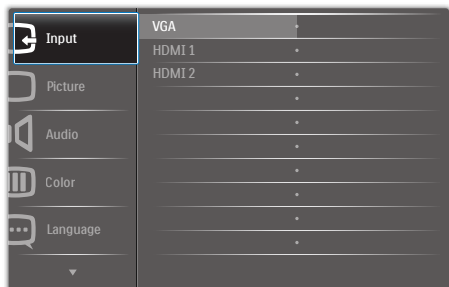 Input
VGA
HDMI 1
HDMI 2
Picture
Audio
Color
Language